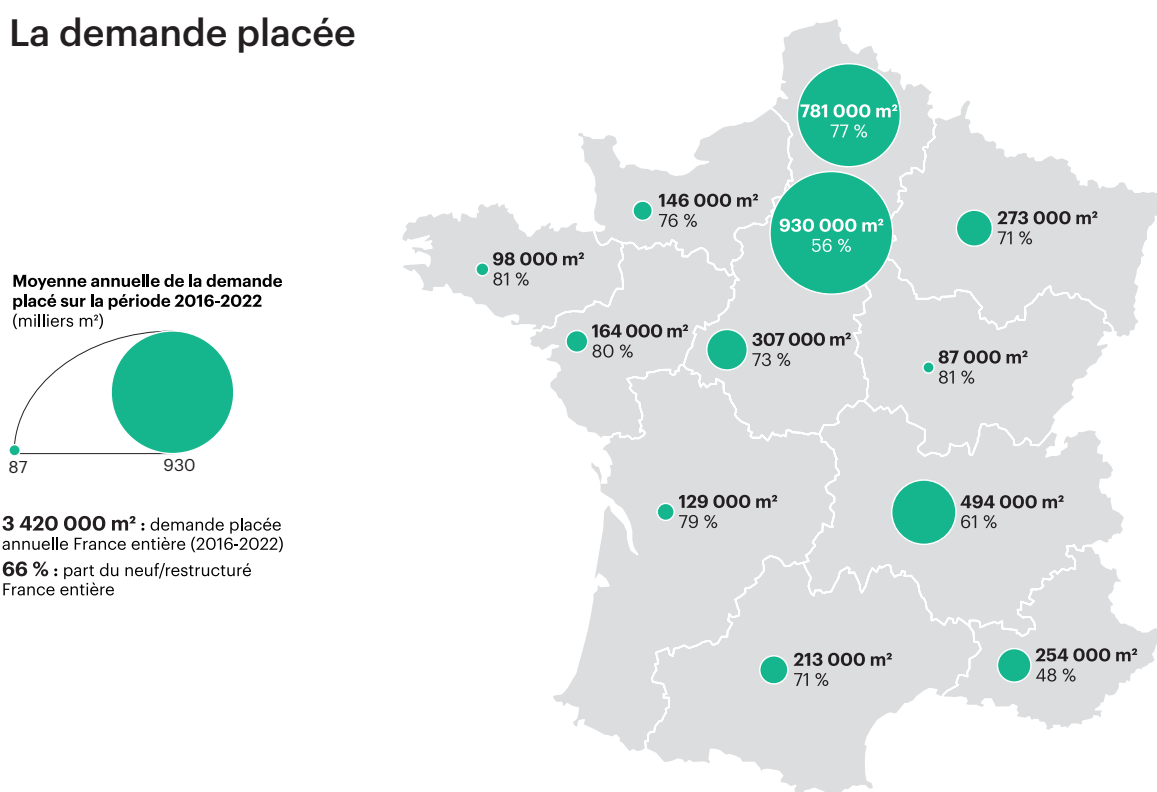 La demande placée
781 000 m²
77 %
146 000 m²
76 %
930 000 m²
56 %
273 000 m²
71 %
98 000 m²
81 %
Moyenne annuelle de la demande
placé sur la période 2016-2022
(milliers m²)
87
930
164 000 m²
80 %
307 000 m²
73 %
87 000 m²
81 %
129 000 m²
79 %
494 000 m²
61 %
3 420 000 m² : demande placée
annuelle France entière (2016-2022)
66 % : part du neuf/restructuré
France entière
213 000 m²
71 %
254 000 m²
48 %